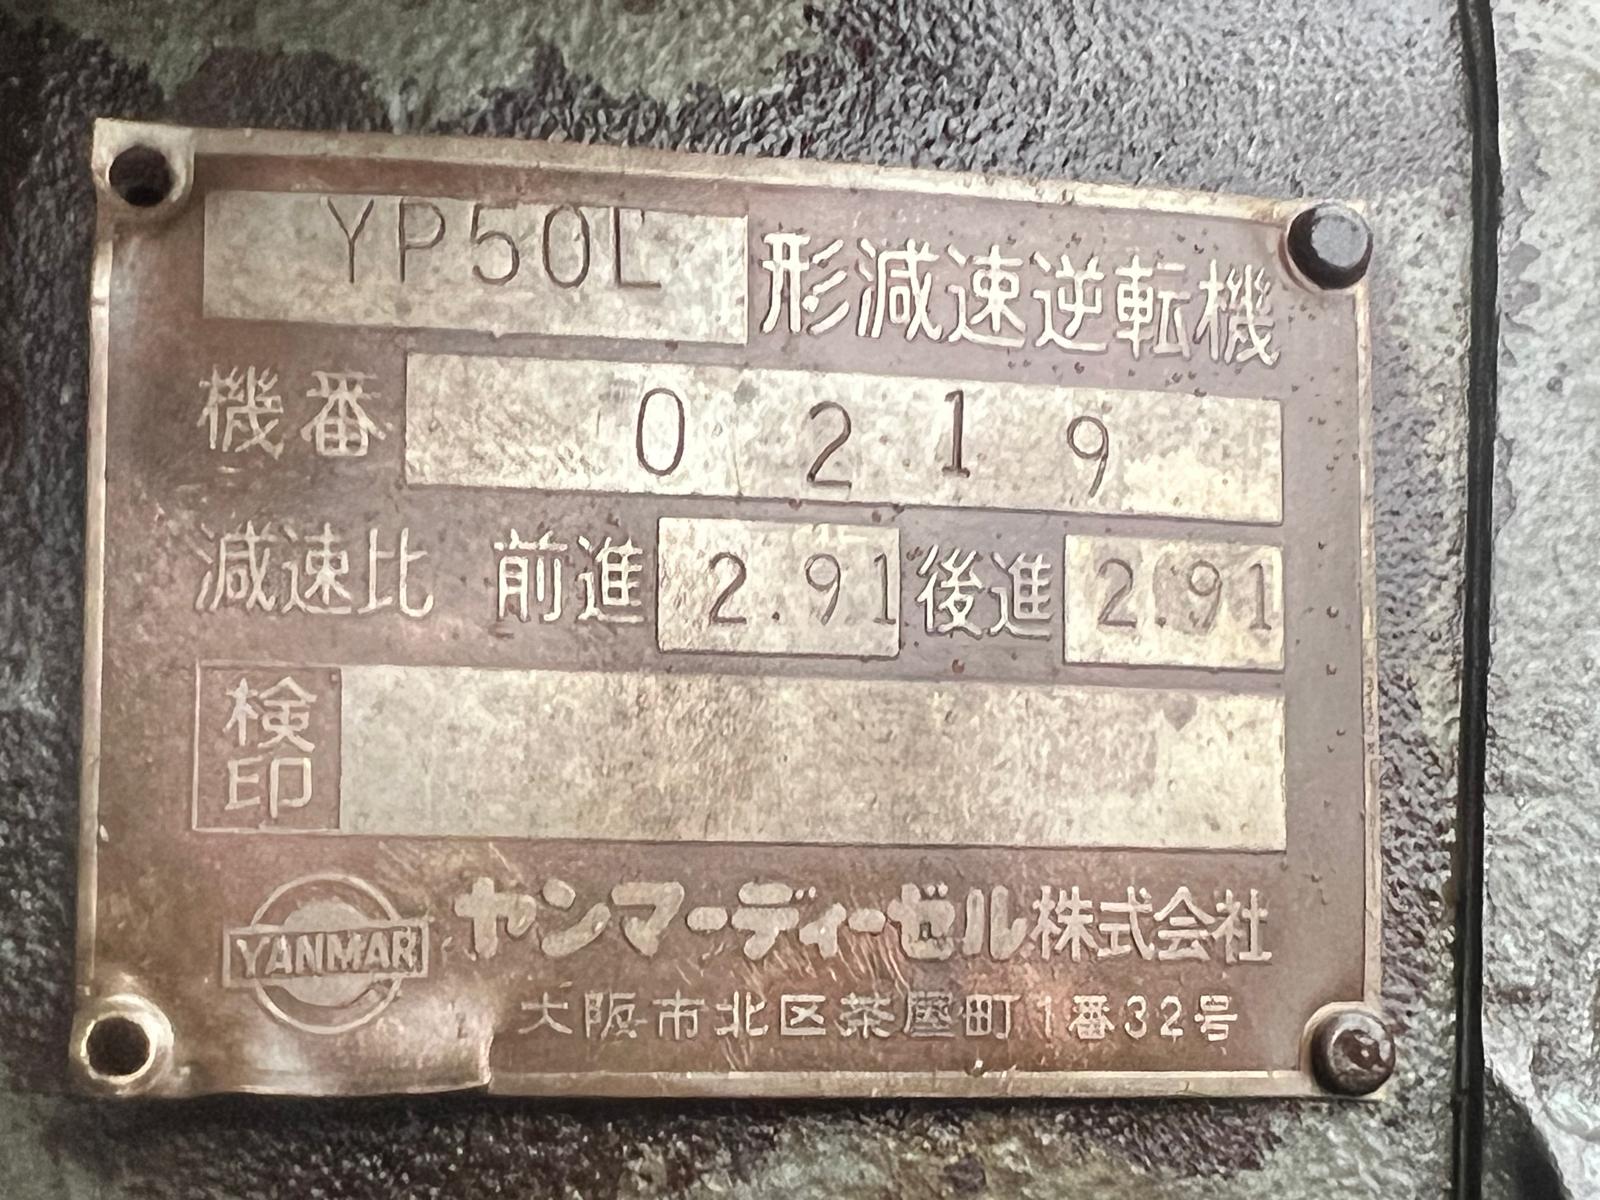 YP50L 形減速逆転機
機番 0219
減速比 前進 2.91 後進 2.91
検印
YANMAR ヤンマーディーゼル株式会社
大阪市北区茶屋町1番32号